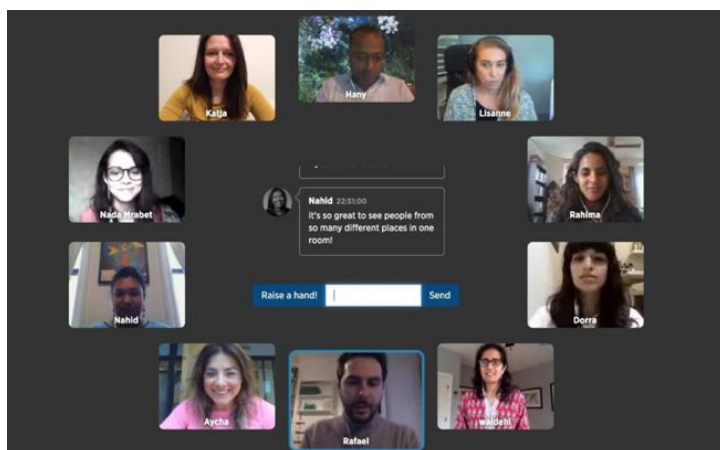 Katja
Hany
Lisanne
Nada Mrabet
Rahima
Nahid 22:51:00
it's so great to see people from
so many different places in one
room!
Nahid
Raise a hand!
Send
Dorra
Aycha
Rafael
waidehi